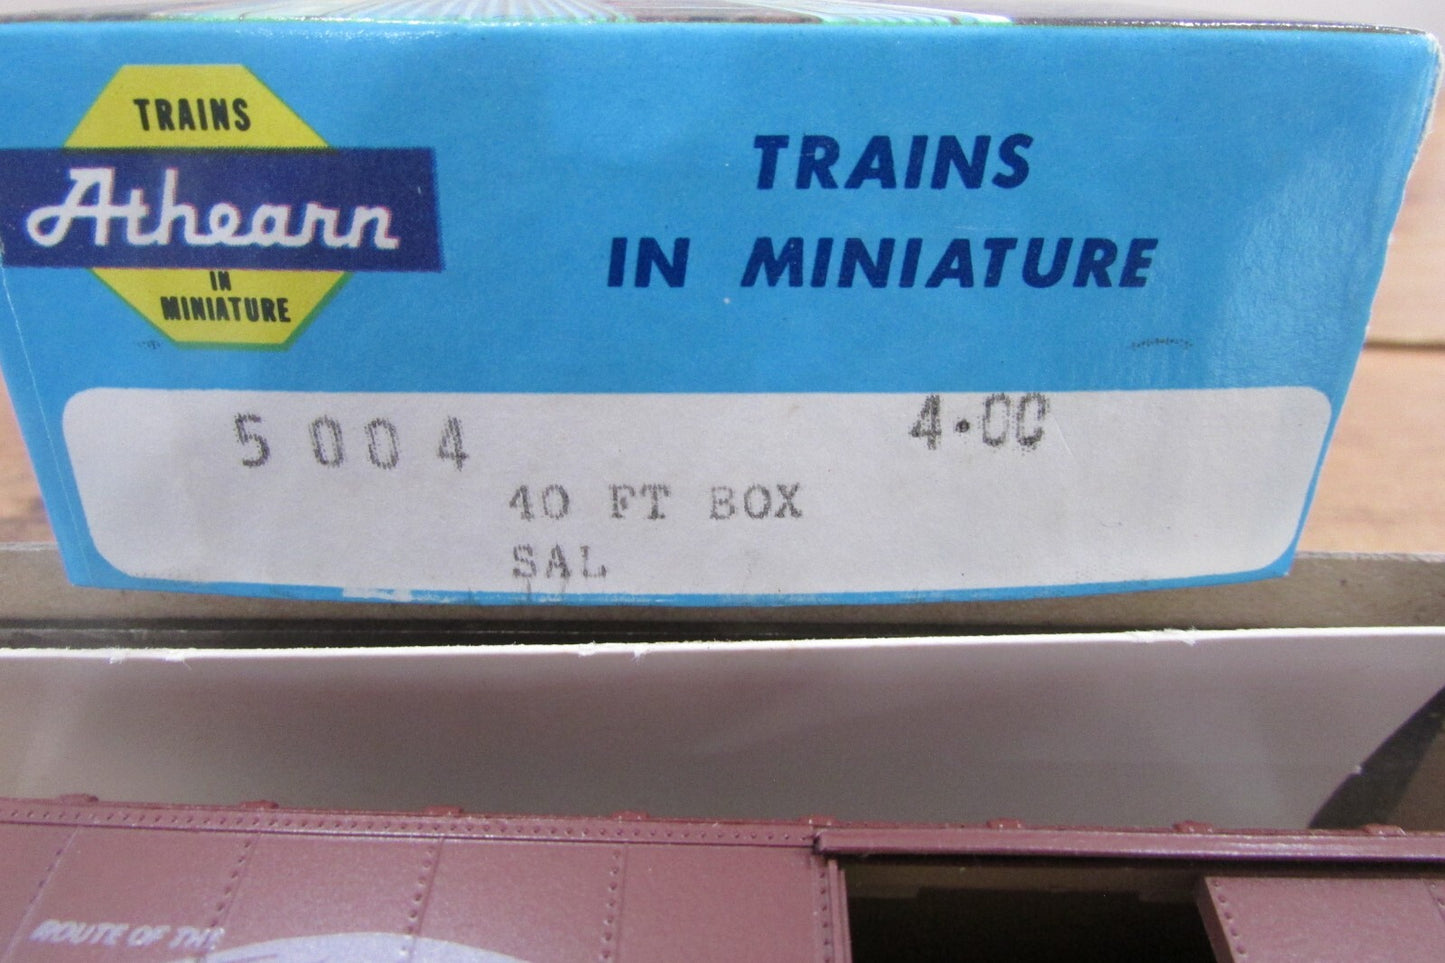 TRAINS
Athearn
IN
MINIATURE
TRAINS
IN MINIATURE
5004 4.00
40 FT BOX
SAL
ROUTE OF THE